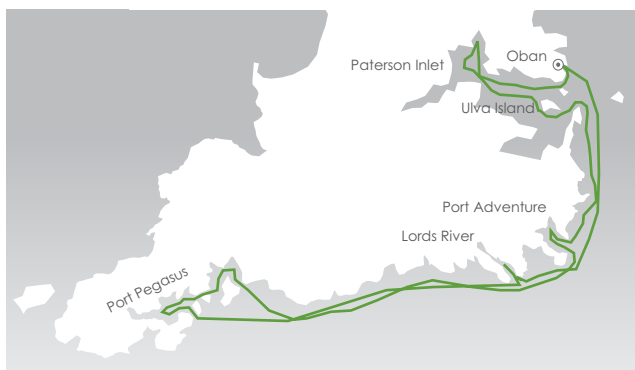 Oban
Paterson Inlet
Ulva Island
Port Adventure
Lords River
Port Pegasus